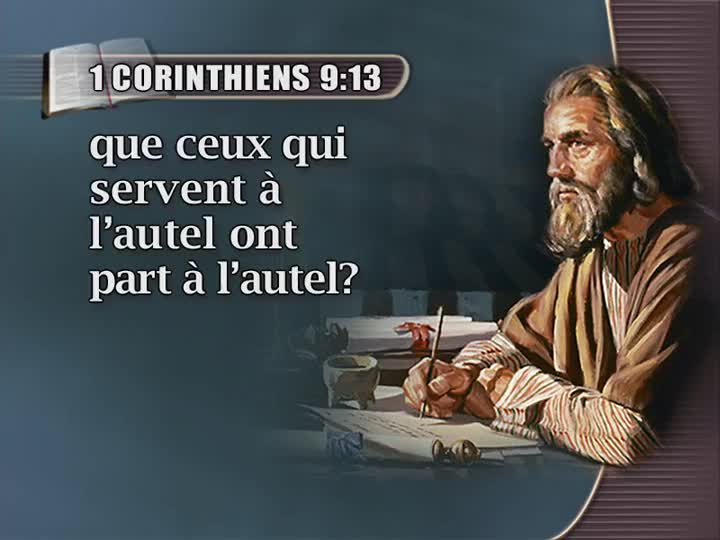 1 CORINTHIENS 9:13
que ceux qui
servent à
l’autel ont
part à l’autel?